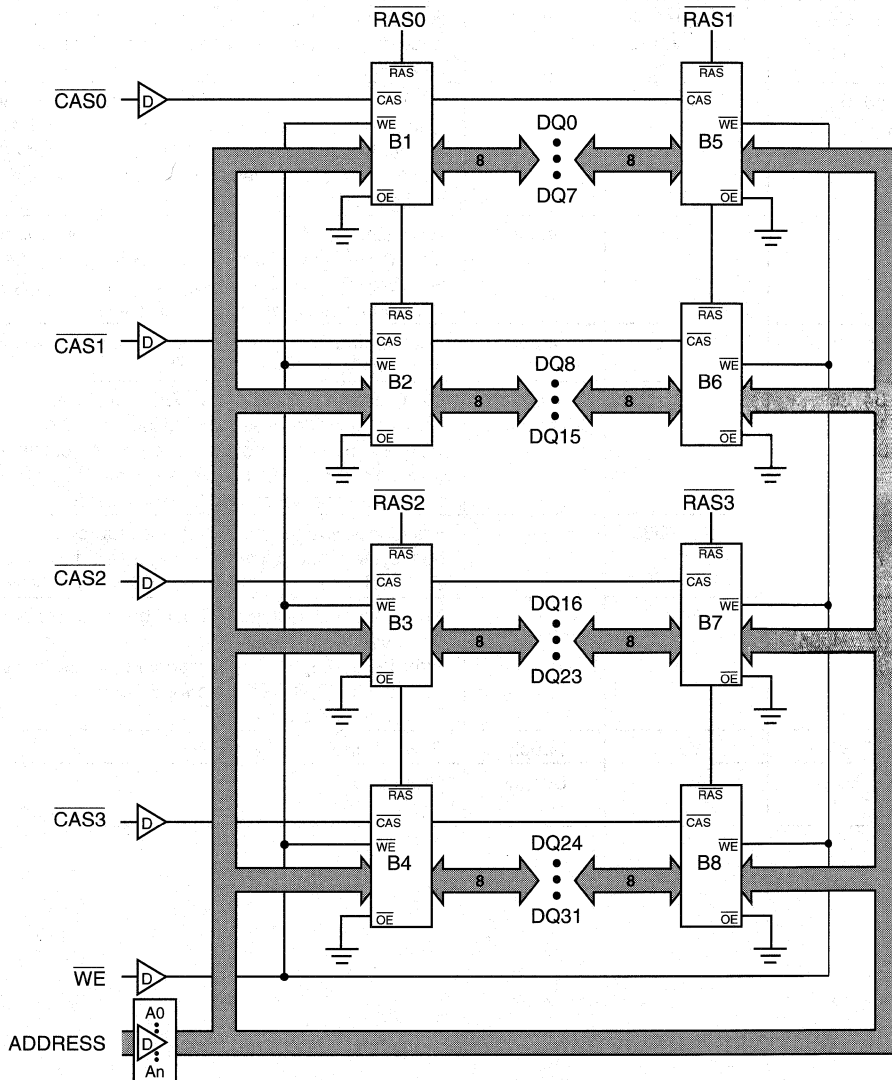 RAS0 RAS1
RAS RAS
CAS0 D CAS CAS
WE DQ0 WE
B1 B5
8 8
DQ7
OE OE
RAS RAS
CAS1 D CAS CAS
WE DQ8 WE
B2 B6
8 8
DQ15
OE OE
RAS2 RAS3
RAS RAS
CAS2 D CAS CAS
WE DQ16 WE
B3 B7
8 8
DQ23
OE OE
RAS RAS
CAS3 D CAS CAS
WE DQ24 WE
B4 B8
8 8
DQ31
OE OE
WE D
A0
ADDRESS D
An